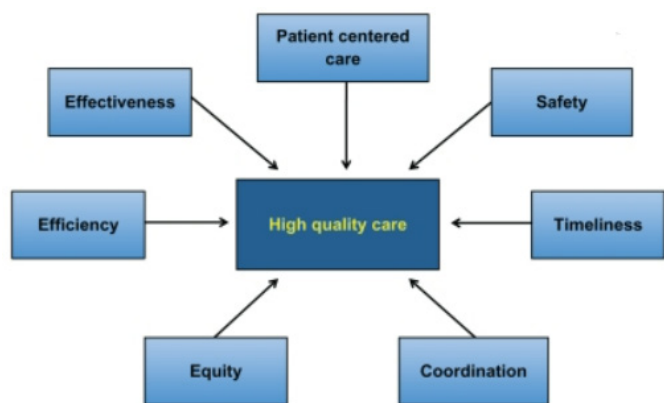 Patient centered
care
Effectiveness
Safety
Efficiency
High quality care
Timeliness
Equity
Coordination